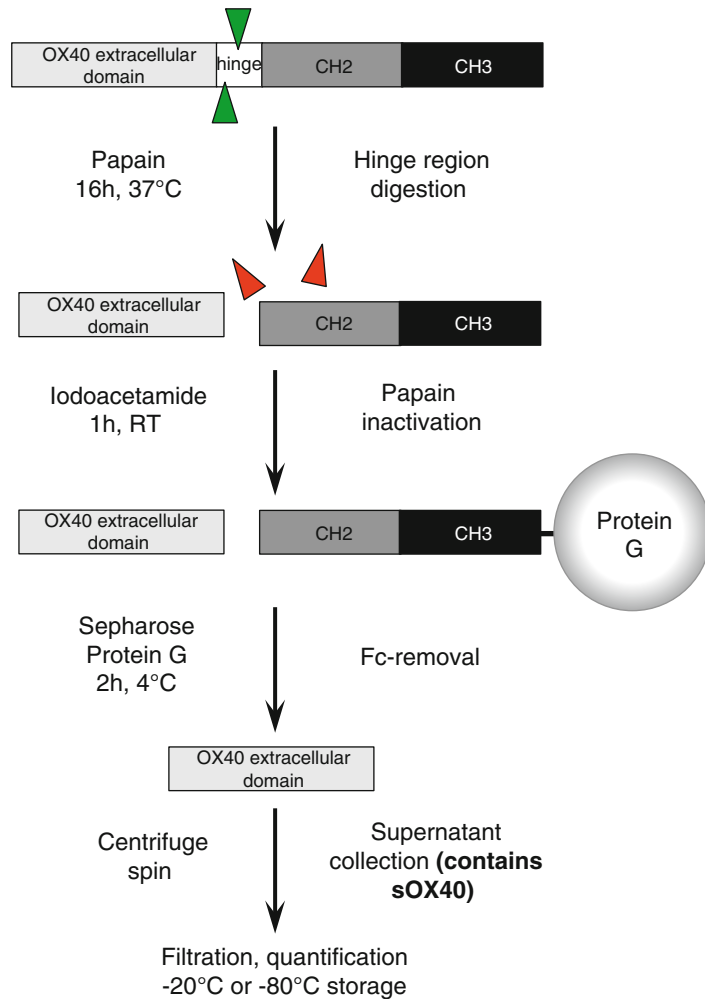 OX40 extracellular
domain
hinge
CH2
CH3
Papain
16h, 37°C
Hinge region
digestion
OX40 extracellular
domain
CH2
CH3
Iodoacetamide
1h, RT
Papain
inactivation
OX40 extracellular
domain
CH2
CH3
Protein
G
Sepharose
Protein G
2h, 4°C
Fc-removal
OX40 extracellular
domain
Centrifuge
spin
Supernatant
collection (contains
sOX40)
Filtration, quantification
-20°C or -80°C storage